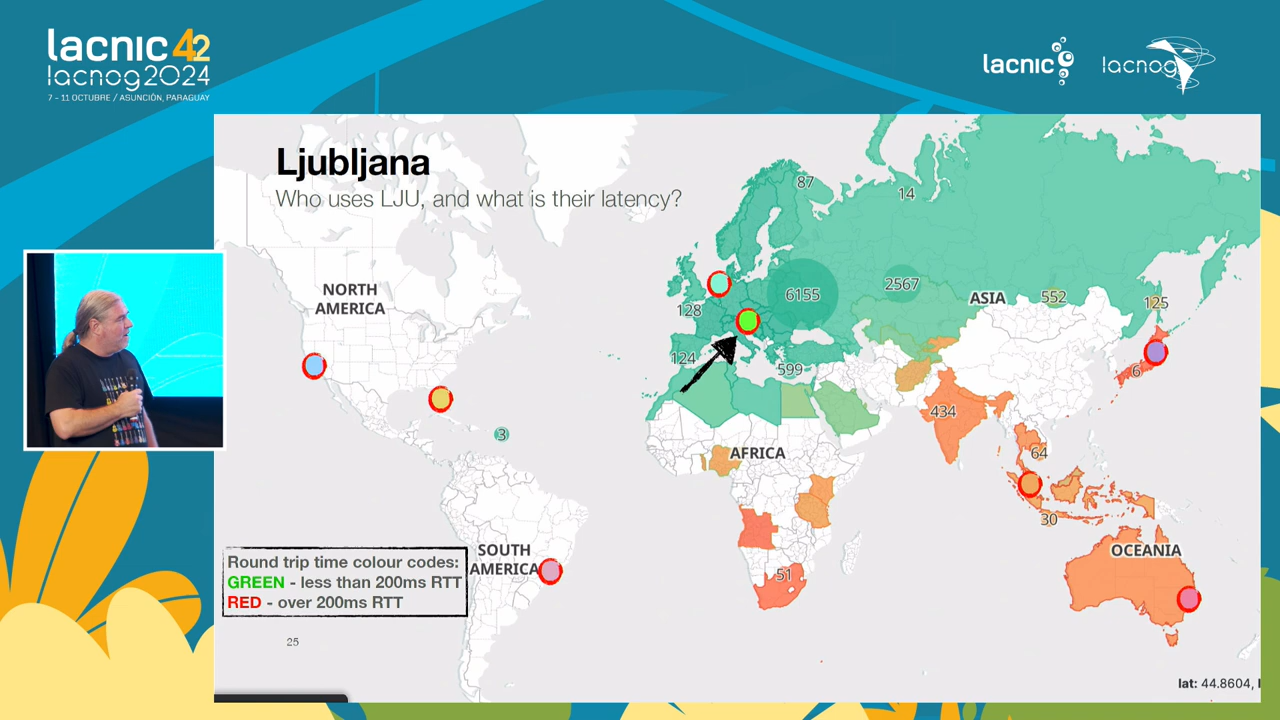 lacnic 42
lacnog2024
7 - 11 OCTUBRE / ASUNCIÓN, PARAGUAY
lacnic
lacnog
Ljubljana
Who uses LJU, and what is their latency?
87
14
NORTH
AMERICA
6155
2567
ASIA
552
125
128
124
599
6
434
3
AFRICA
64
30
SOUTH
AMERICA
51
OCEANIA
Round trip time colour codes:
GREEN - less than 200ms RTT
RED - over 200ms RTT
25
lat: 44.8604,